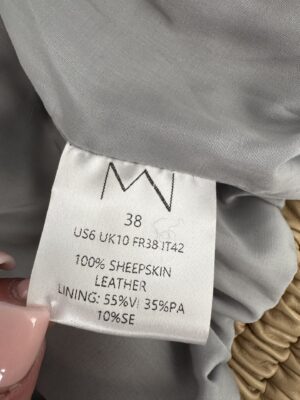 38
US6 UK10 FR38 IT42
100% SHEEPSKIN
LEATHER
LINING: 55%VI 35%PA
10%SE